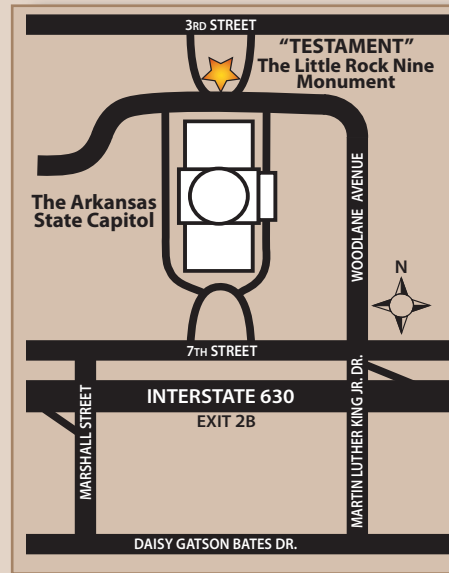 3RD STREET
“TESTAMENT”
The Little Rock Nine
Monument
The Arkansas
State Capitol
WOODLANE AVENUE
N
7TH STREET
INTERSTATE 630
EXIT 2B
MARSHALL STREET
MARTIN LUTHER KING JR. DR.
DAISY GATSON BATES DR.